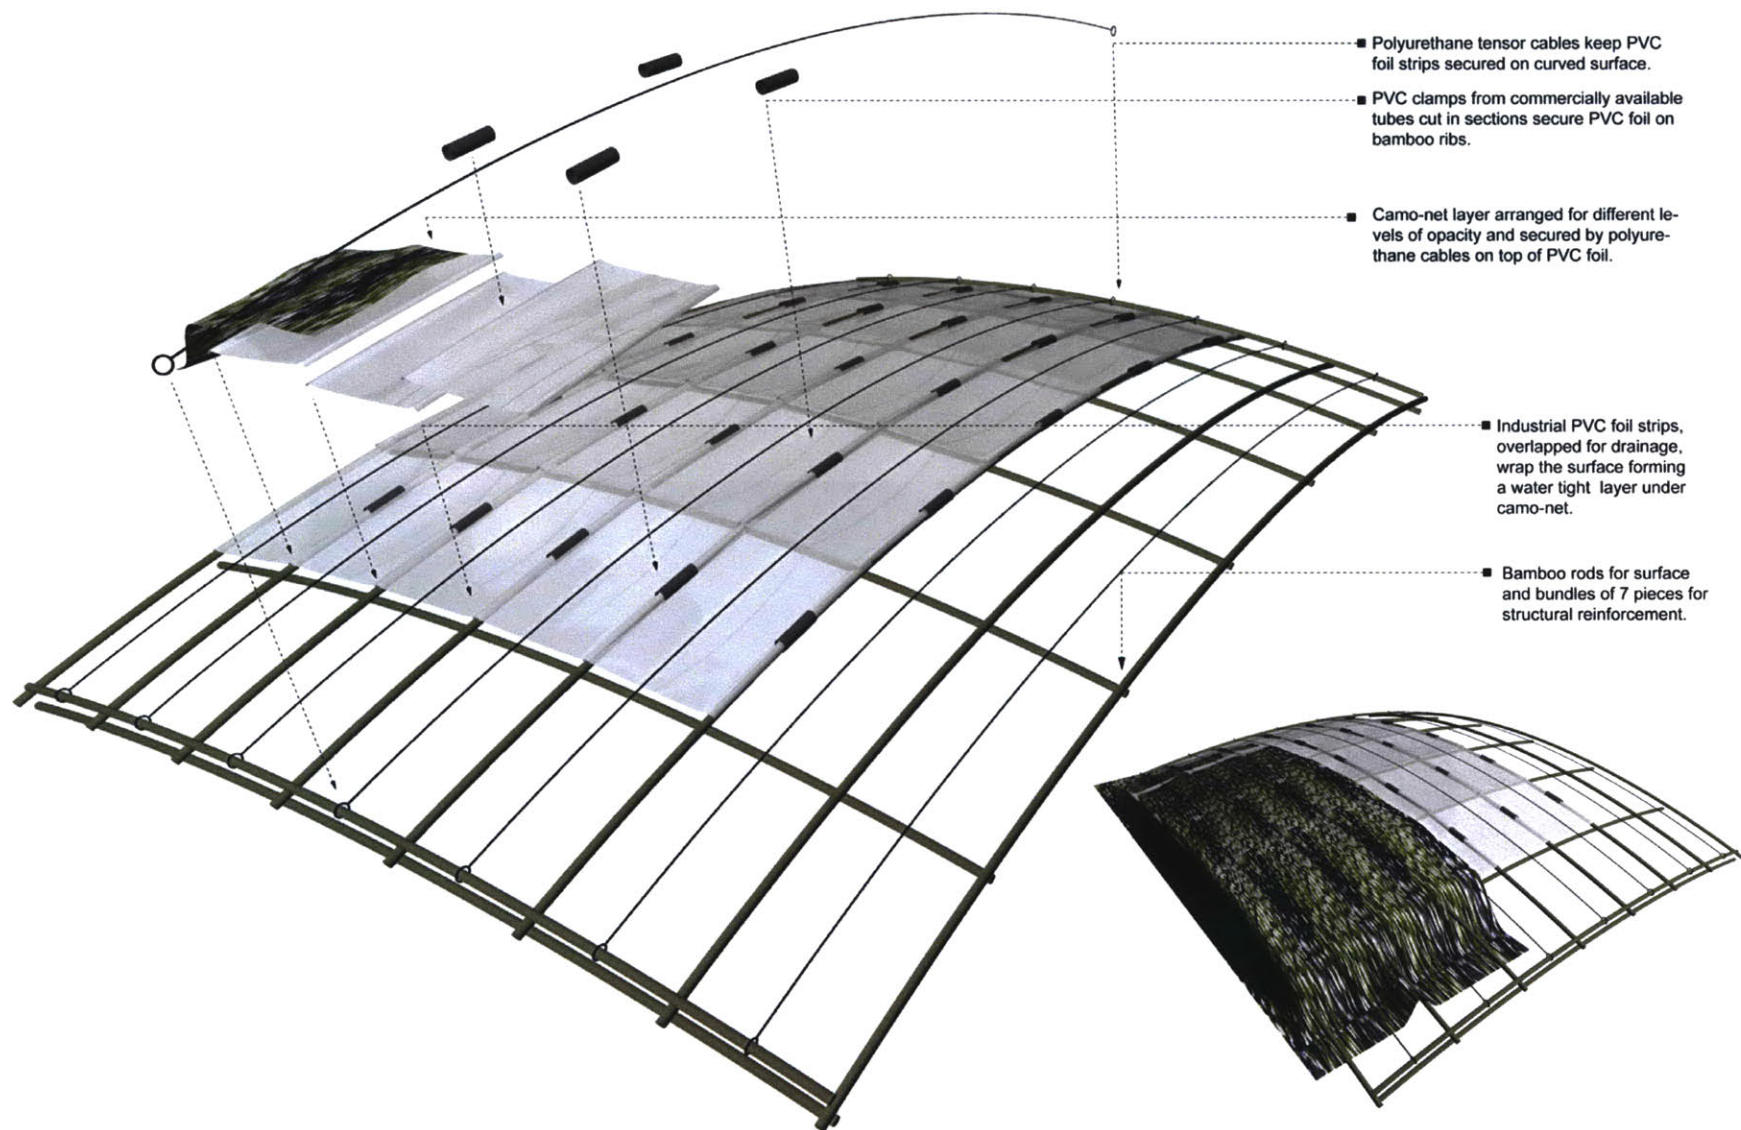 Polyurethane tensor cables keep PVC
foil strips secured on curved surface.
PVC clamps from commercially available
tubes cut in sections secure PVC foil on
bamboo ribs.
Camo-net layer arranged for different le-
vels of opacity and secured by polyure-
thane cables on top of PVC foil.
Industrial PVC foil strips,
overlapped for drainage,
wrap the surface forming
a water tight layer under
camo-net.
Bamboo rods for surface
and bundles of 7 pieces for
structural reinforcement.